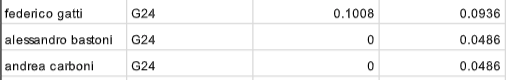 federico gatti G24 0.1008 0.0936
alessandro bastoni G24 0 0.0486
andrea carboni G24 0 0.0486